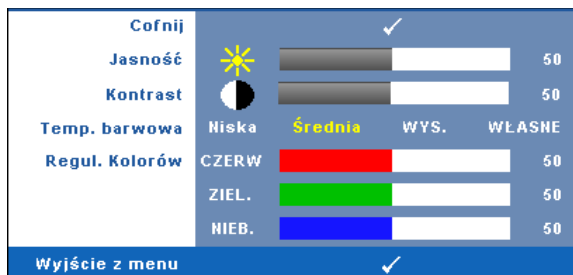 Cofnij
Jasność 50
Kontrast 50
Temp. barwowa Niska Średnia WYS. WŁASNE
Regul. Kolorów CZERW 50
ZIEL. 50
NIEB. 50
Wyjście z menu